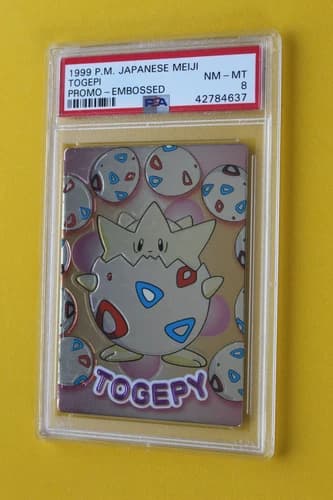 1999 P.M. JAPANESE MEIJI
TOGEPI NM - MT
PROMO - EMBOSSED 8
PSA 42784637
TOGEPY